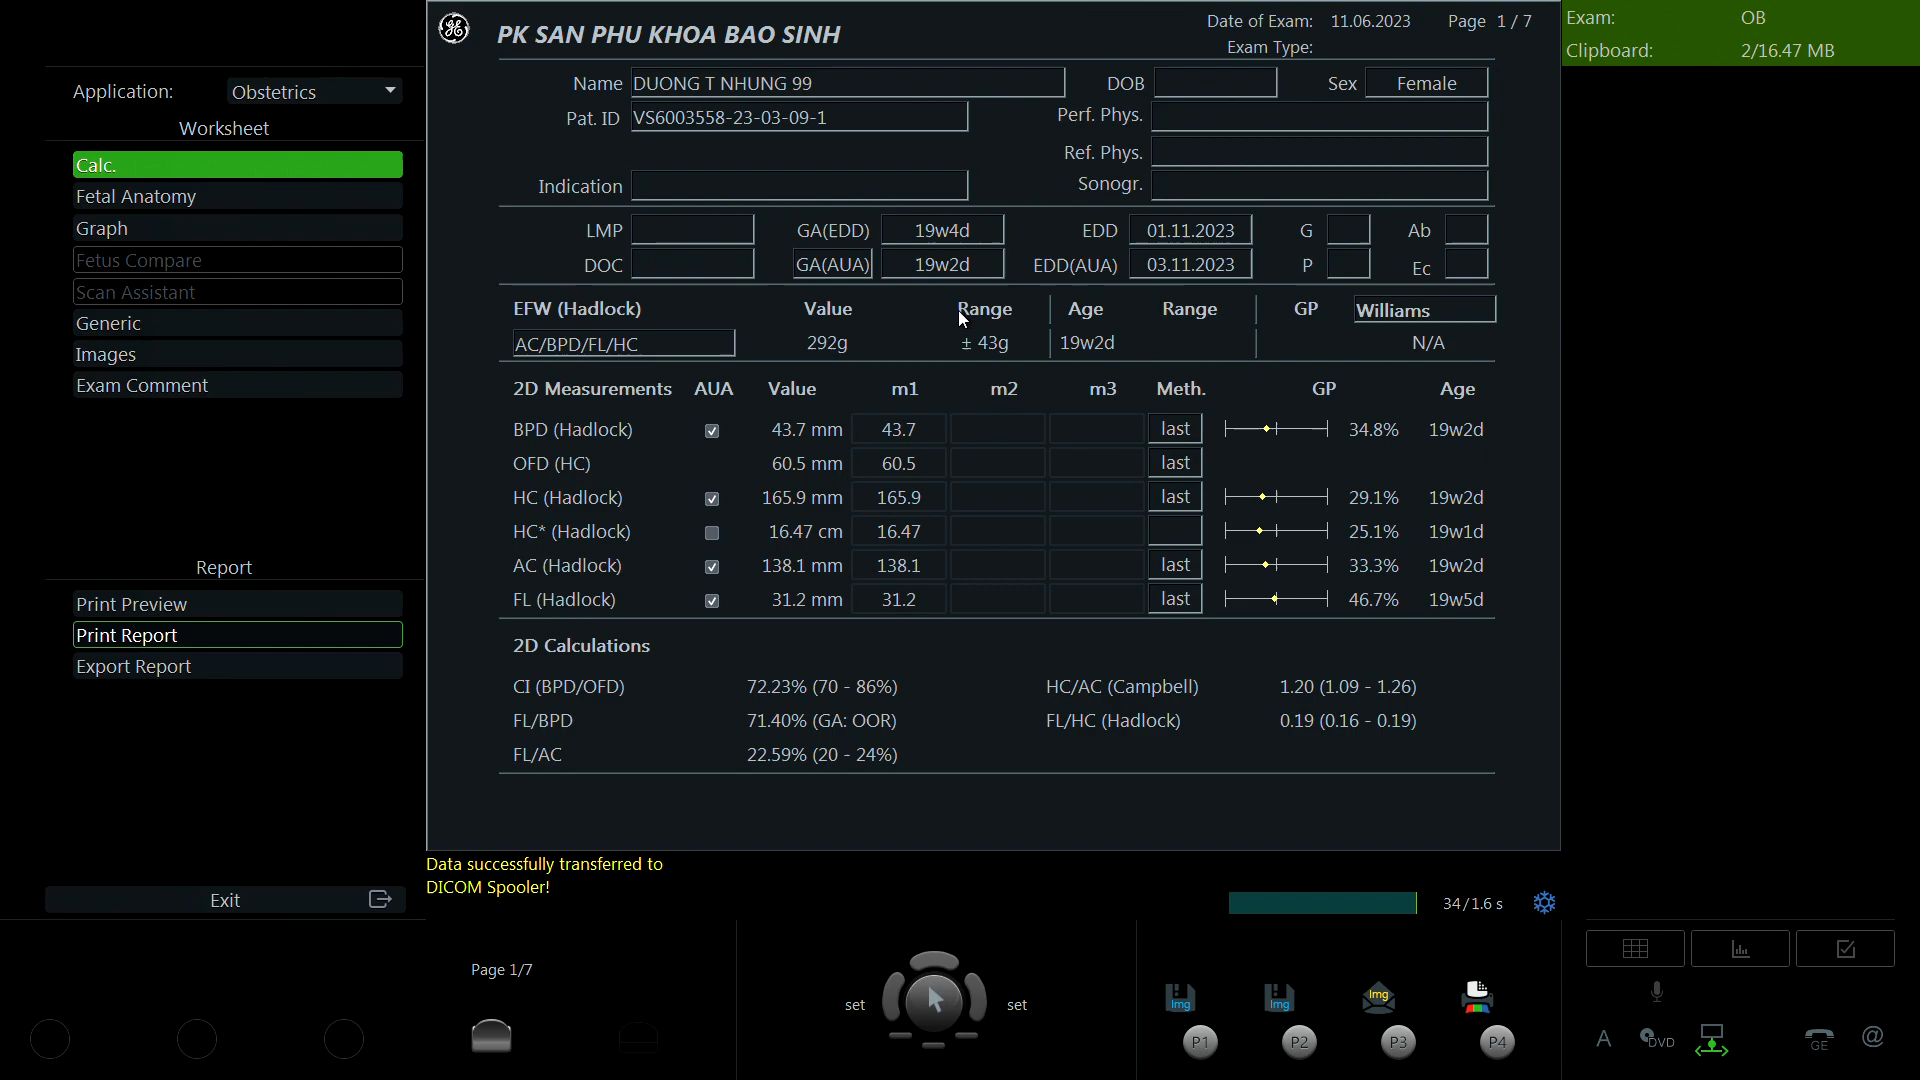 PK SAN PHU KHOA BAO SINH
Date of Exam: 11.06.2023 Page 1 / 7
Exam Type:
Exam: OB
Clipboard: 2/16.47 MB
Application: Obstetrics
Worksheet
Calc.
Fetal Anatomy
Graph
Fetus Compare
Scan Assistant
Generic
Images
Exam Comment
Report
Print Preview
Print Report
Export Report
Exit
Name DUONG T NHUNG 99 DOB Sex Female
Pat. ID VS6003558-23-03-09-1 Perf. Phys.
Ref. Phys.
Indication Sonogr.
LMP GA(EDD) 19w4d EDD 01.11.2023 G Ab
DOC GA(AUA) 19w2d EDD(AUA) 03.11.2023 P Ec
EFW (Hadlock) Value Range Age Range GP Williams
AC/BPD/FL/HC 292g ± 43g 19w2d N/A
2D Measurements AUA Value m1 m2 m3 Meth. GP Age
BPD (Hadlock) 43.7 mm 43.7 last 34.8% 19w2d
OFD (HC) 60.5 mm 60.5 last
HC (Hadlock) 165.9 mm 165.9 last 29.1% 19w2d
HC* (Hadlock) 16.47 cm 16.47 25.1% 19w1d
AC (Hadlock) 138.1 mm 138.1 last 33.3% 19w2d
FL (Hadlock) 31.2 mm 31.2 last 46.7% 19w5d
2D Calculations
CI (BPD/OFD) 72.23% (70 - 86%) HC/AC (Campbell) 1.20 (1.09 - 1.26)
FL/BPD 71.40% (GA: OOR) FL/HC (Hadlock) 0.19 (0.16 - 0.19)
FL/AC 22.59% (20 - 24%)
Data successfully transferred to
DICOM Spooler!
34/1.6 s
Page 1/7
set set
Img Img Img
P1 P2 P3 P4
A DVD GE @